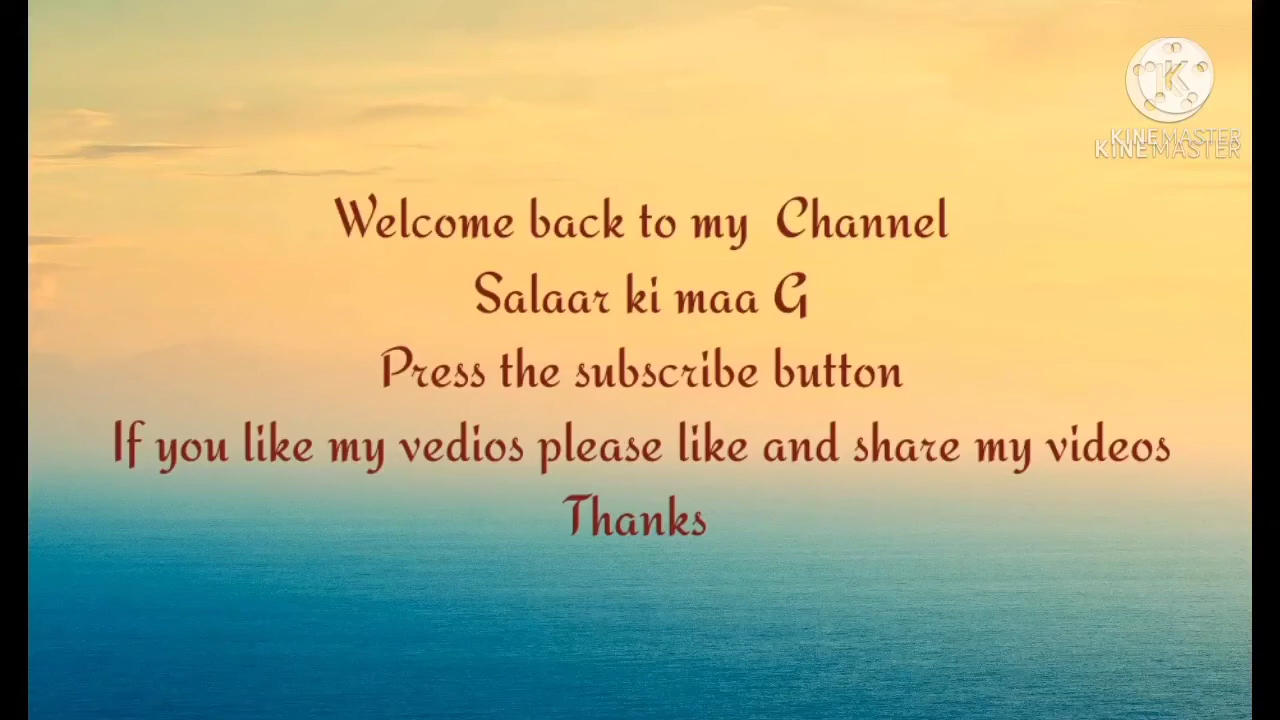 KINEMASTER
KINEMASTER
Welcome back to my Channel
Salaar ki maa G
Press the subscribe button
If you like my vedios please like and share my videos
Thanks